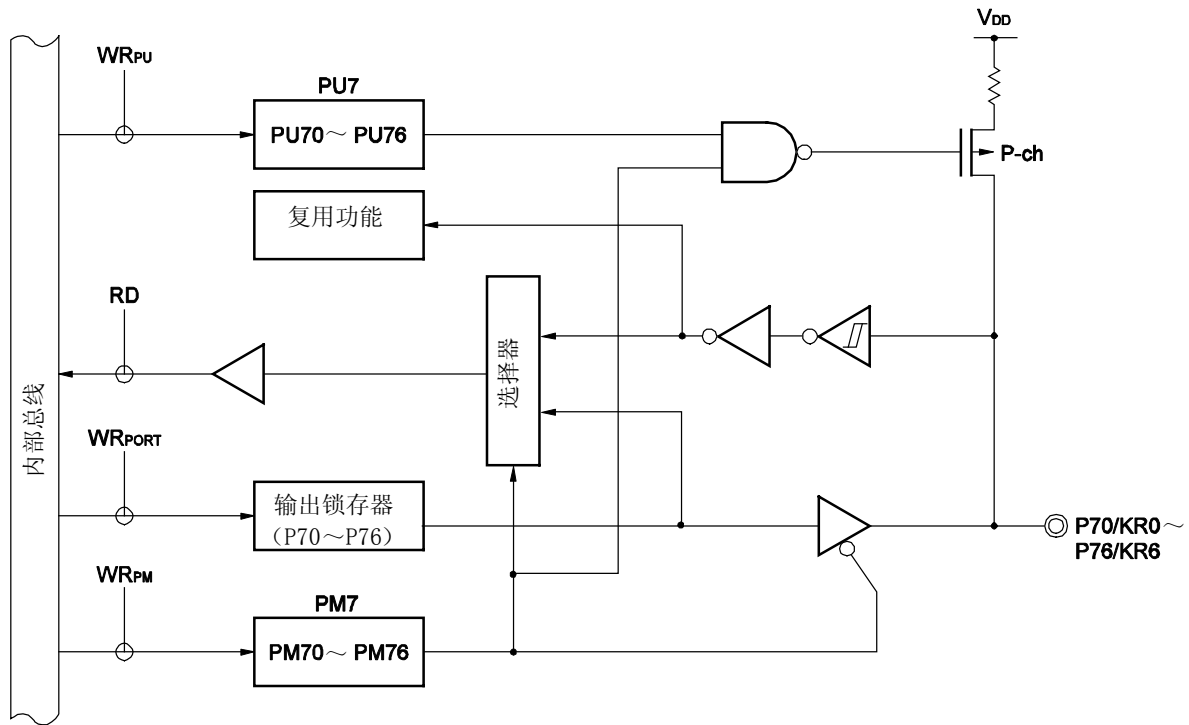 VDD
WRPU
PU7
PU70～ PU76
P-ch
复用功能
RD
选择器
内部总线
WRPORT
输出锁存器
（P70～P76）
P70/KR0～
P76/KR6
WRPM
PM7
PM70～ PM76